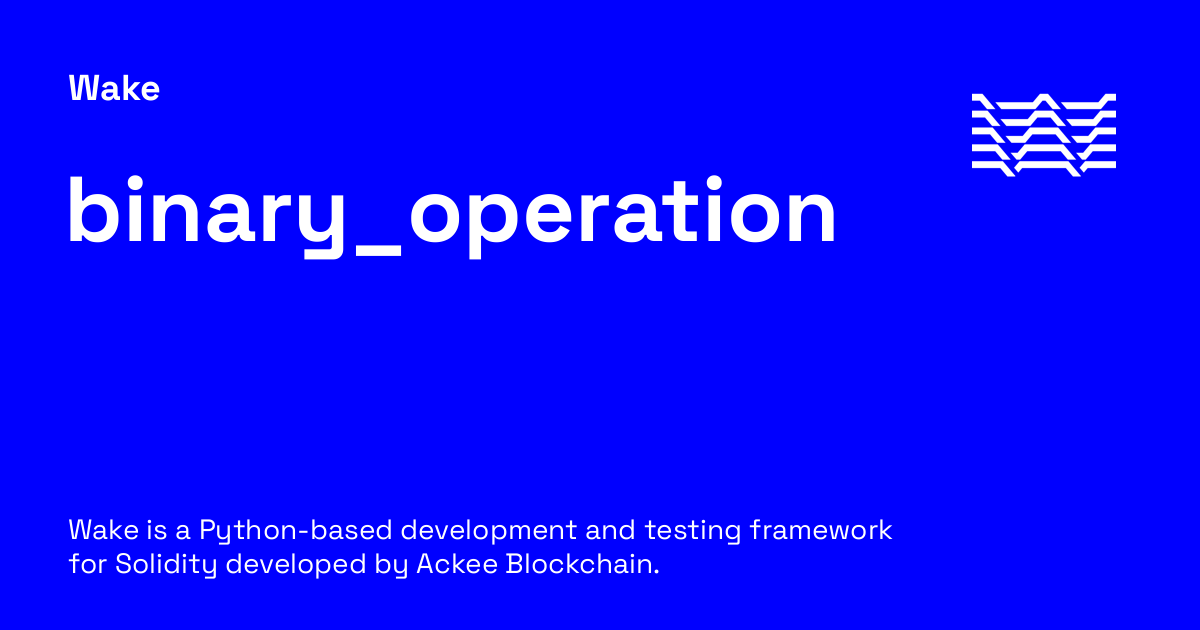 Wake
binary_operation
Wake is a Python-based development and testing framework
for Solidity developed by Ackee Blockchain.